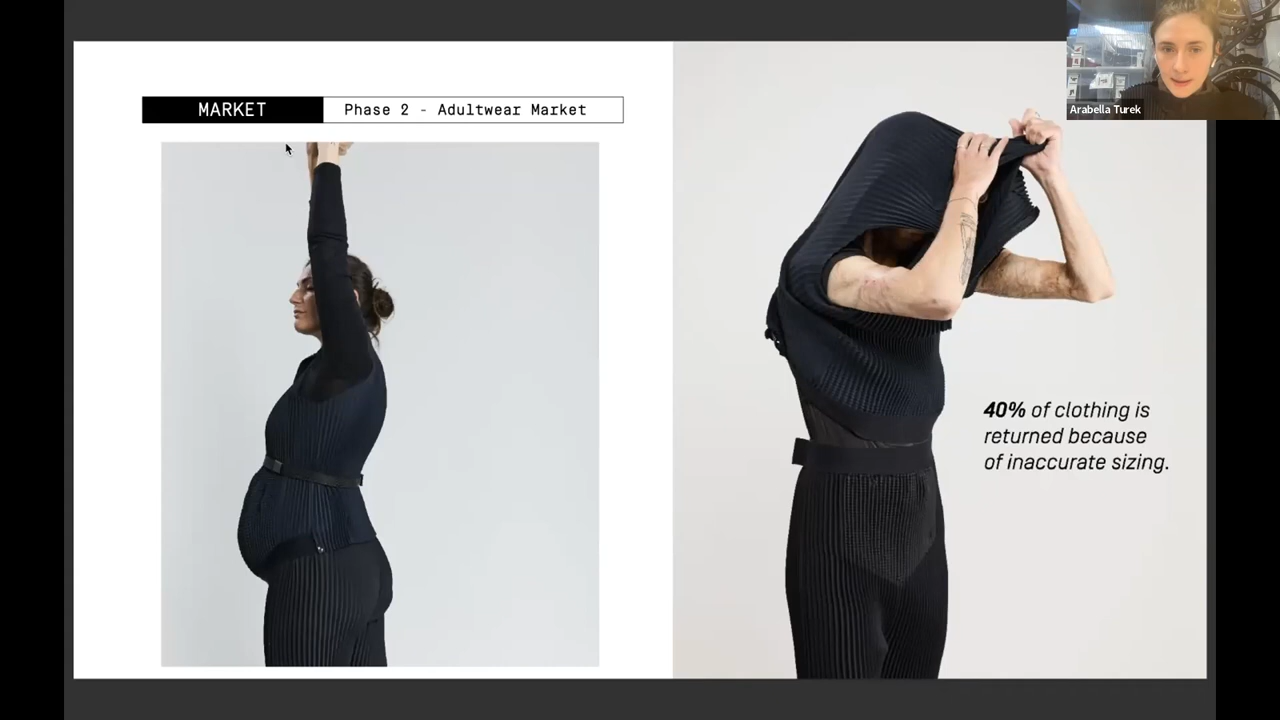 MARKET
Phase 2 - Adultwear Market
Arabella Turek
40% of clothing is
returned because
of inaccurate sizing.